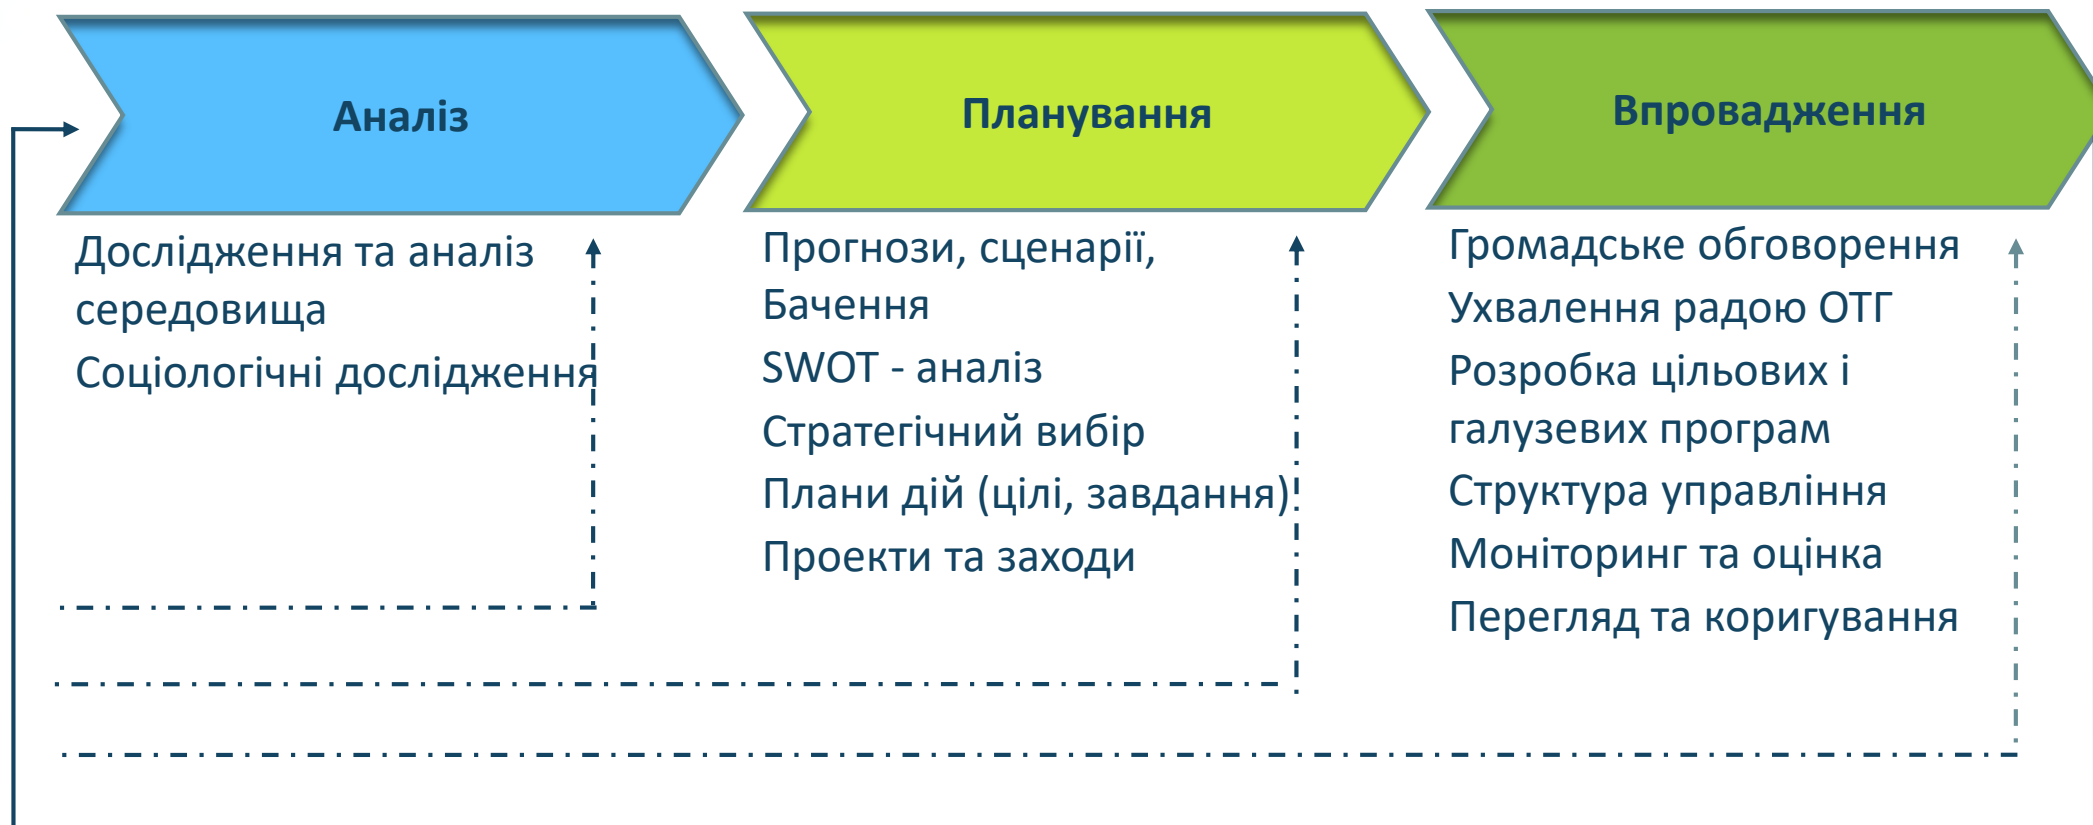 Аналіз
Дослідження та аналіз
середовища
Соціологічні дослідження
Планування
Прогнози, сценарії,
Бачення
SWOT - аналіз
Стратегічний вибір
Плани дій (цілі, завдання)
Проекти та заходи
Впровадження
Громадське обговорення
Ухвалення радою ОТГ
Розробка цільових і
галузевих програм
Структура управління
Моніторинг та оцінка
Перегляд та коригування